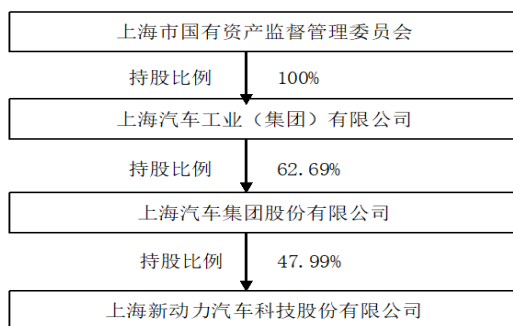 上海市国有资产监督管理委员会
持股比例 100%
上海汽车工业（集团）有限公司
持股比例 62.69%
上海汽车集团股份有限公司
持股比例 47.99%
上海新动力汽车科技股份有限公司